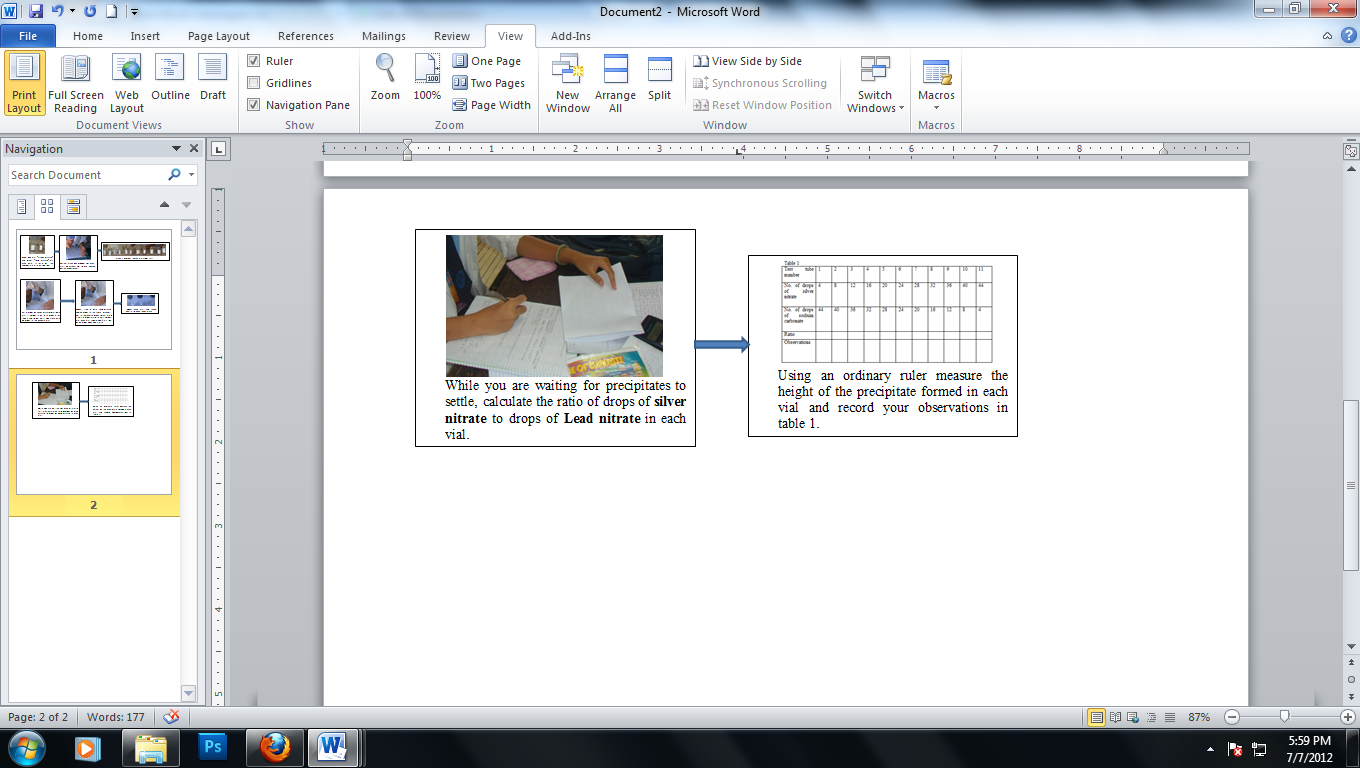 Document2 - Microsoft Word
File Home Insert Page Layout References Mailings Review View Add-Ins
Print Layout
Full Screen Reading
Web Layout
Outline
Draft
Document Views
Ruler
Gridlines
Navigation Pane
Show
Zoom
100%
One Page
Two Pages
Page Width
Zoom
New Window
Arrange All
Split
View Side by Side
Synchronous Scrolling
Reset Window Position
Window
Switch Windows
Macros
Macros
Navigation
Search Document
1
2
Table 1
Test tube number 1 2 3 4 5 6 7 8 9 10 11
No. of drops of silver nitrate 4 8 12 16 20 24 28 32 36 40 44
No. of drops of sodium carbonate 44 40 36 32 28 24 20 16 12 8 4
Ratio
Observations
While you are waiting for precipitates to
settle, calculate the ratio of drops of silver
nitrate to drops of Lead nitrate in each
vial.
Using an ordinary ruler measure the
height of the precipitate formed in each
vial and record your observations in
table 1.
Page: 2 of 2 Words: 177
87%
Ps
5:59 PM
7/7/2012